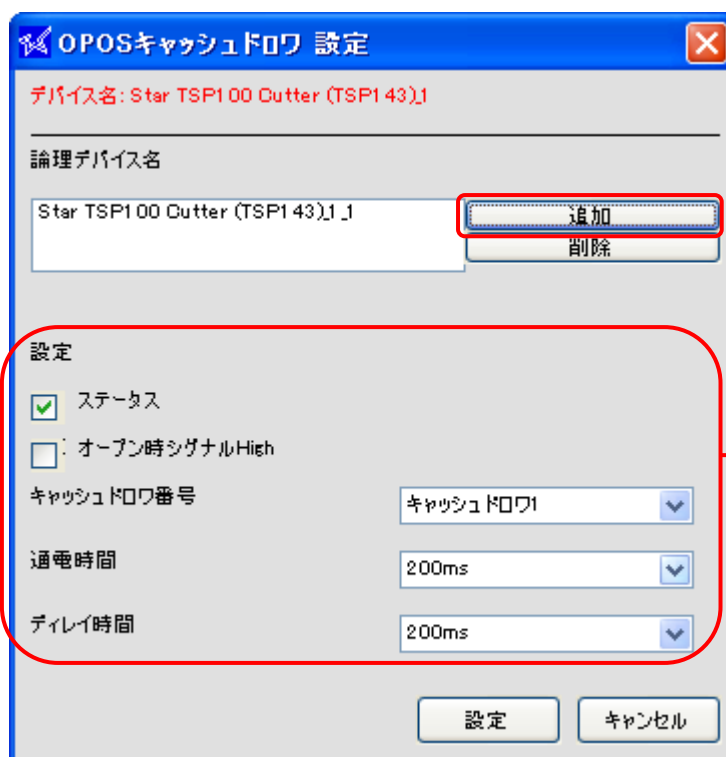 OPOSキャッシュドロワ 設定
デバイス名: Star TSP100 Cutter (TSP143)_1
論理デバイス名
Star TSP100 Cutter (TSP143)_1_1
追加
削除
設定
ステータス
オープン時シグナルHigh
キャッシュドロワ番号 キャッシュドロワ1
通電時間 200ms
ディレイ時間 200ms
設定 キャンセル